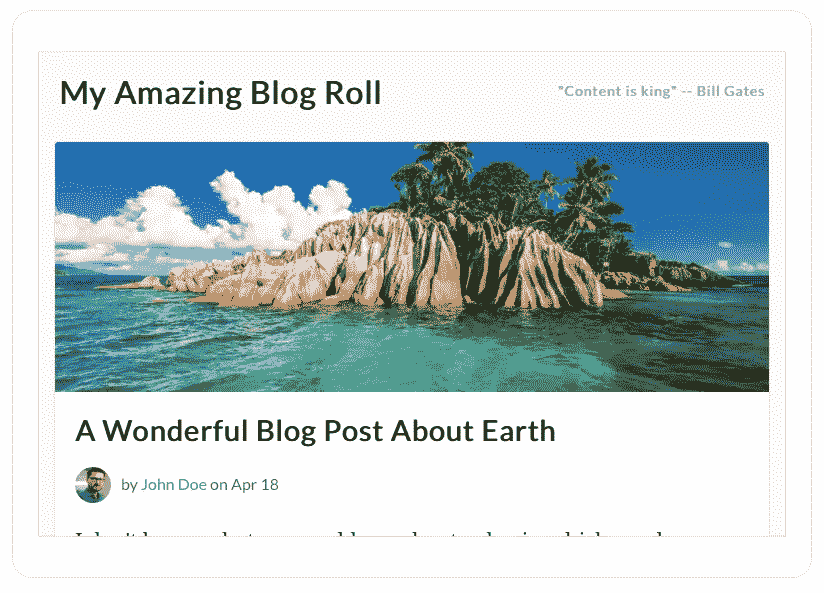 My Amazing Blog Roll
"Content is king" -- Bill Gates
A Wonderful Blog Post About Earth
by John Doe on Apr 18